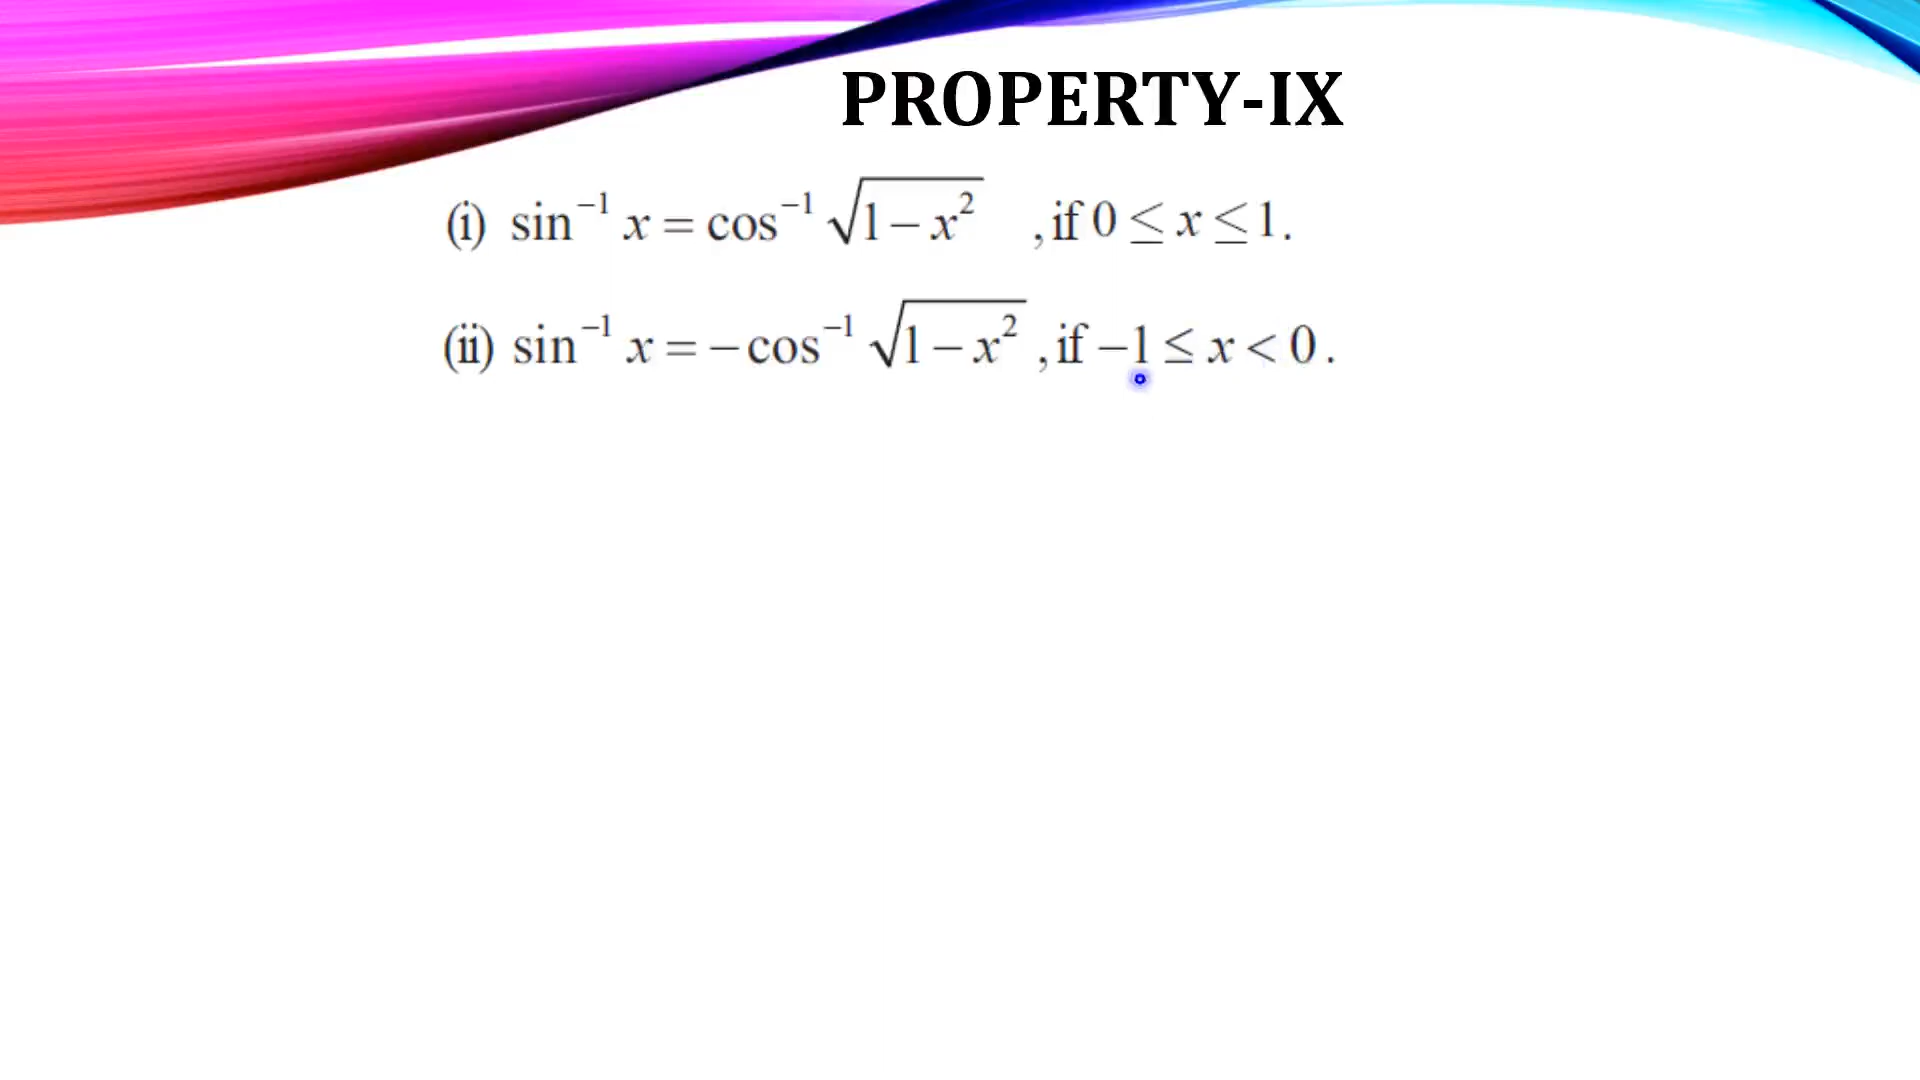 PROPERTY-IX
(i) sin⁻¹ x = cos⁻¹ √(1 − x²) , if 0 ≤ x ≤ 1.
(ii) sin⁻¹ x = − cos⁻¹ √(1 − x²) , if −1 ≤ x < 0.